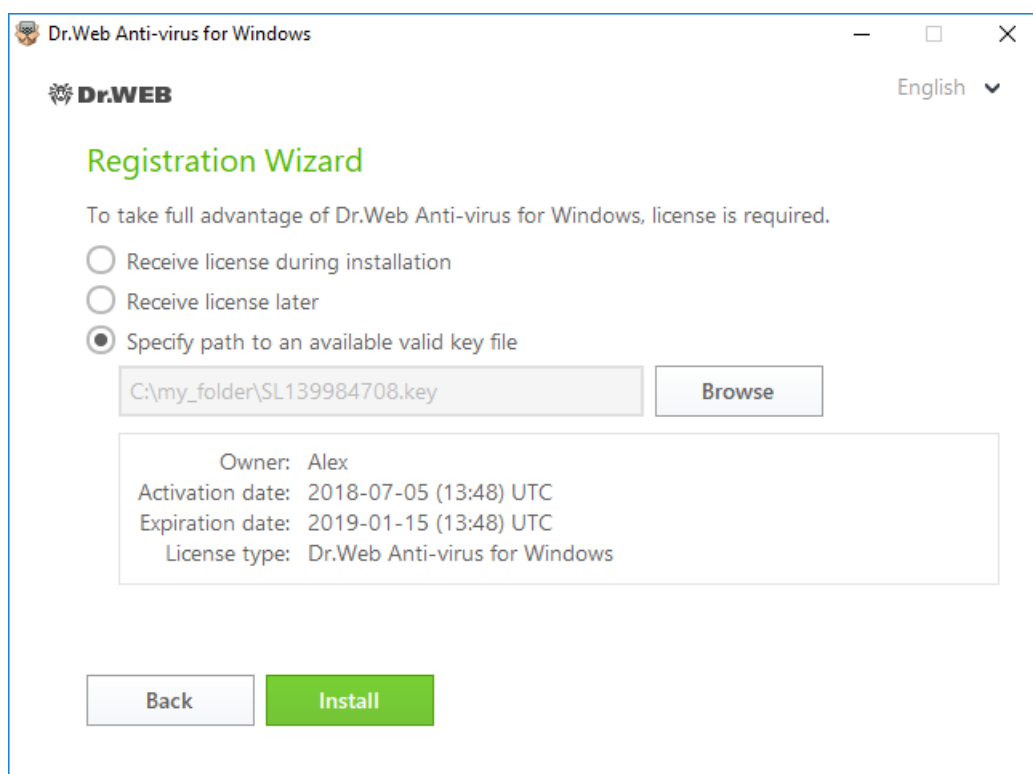 Dr.Web Anti-virus for Windows
Dr.WEB
English
Registration Wizard
To take full advantage of Dr.Web Anti-virus for Windows, license is required.
Receive license during installation
Receive license later
Specify path to an available valid key file
C:\my_folder\SL139984708.key
Browse
Owner: Alex
Activation date: 2018-07-05 (13:48) UTC
Expiration date: 2019-01-15 (13:48) UTC
License type: Dr.Web Anti-virus for Windows
Back
Install